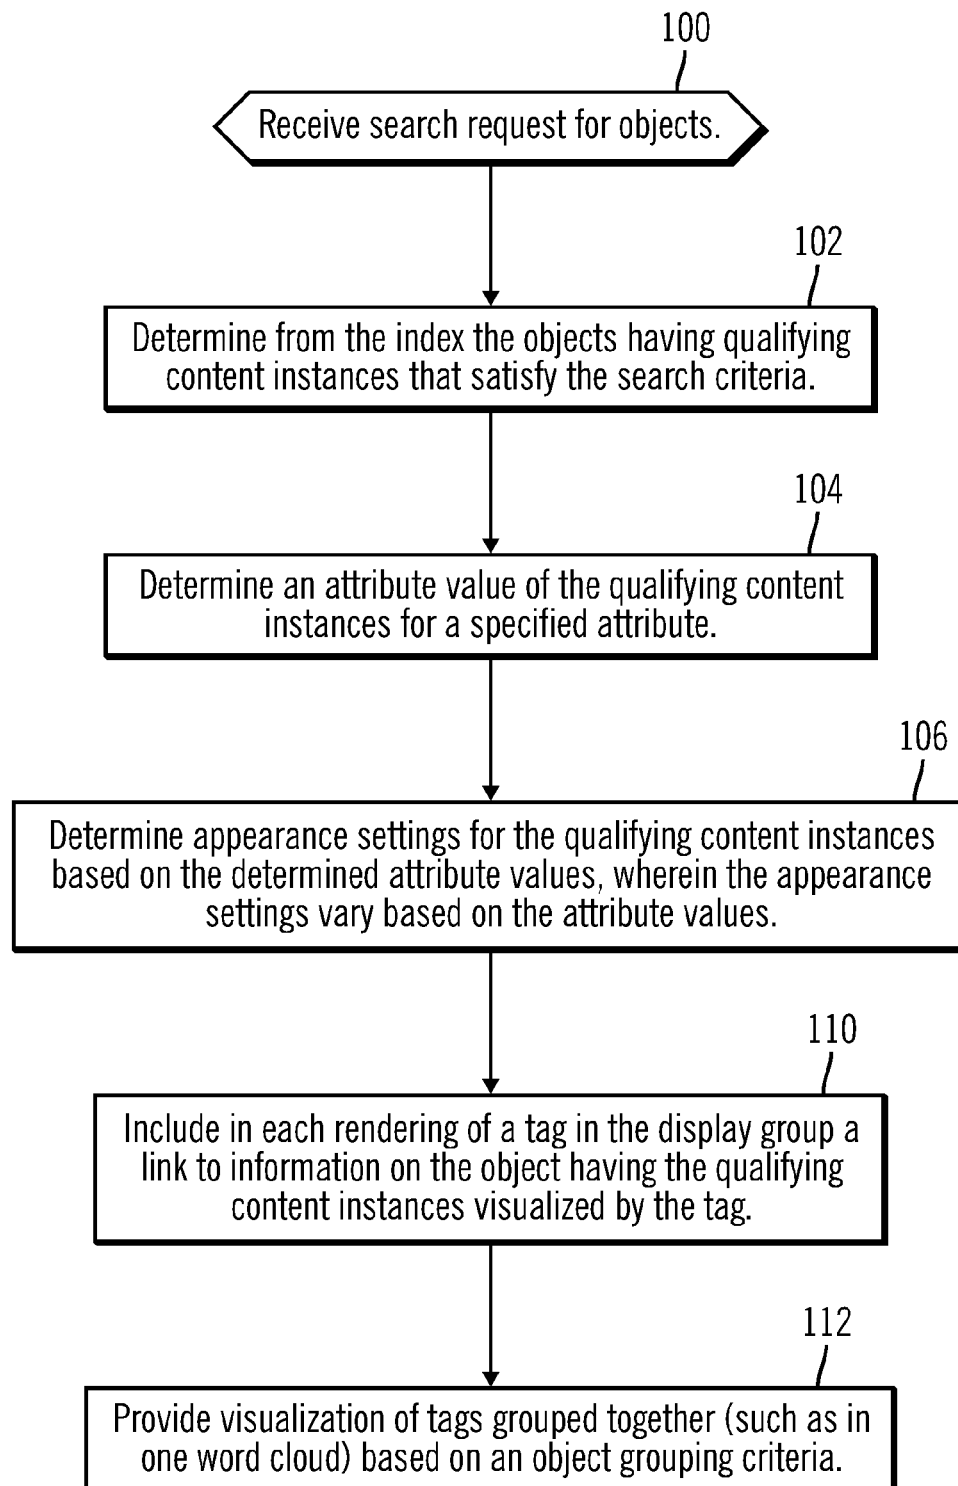 100
Receive search request for objects.
102
Determine from the index the objects having qualifying
content instances that satisfy the search criteria.
104
Determine an attribute value of the qualifying content
instances for a specified attribute.
106
Determine appearance settings for the qualifying content instances
based on the determined attribute values, wherein the appearance
settings vary based on the attribute values.
110
Include in each rendering of a tag in the display group a
link to information on the object having the qualifying
content instances visualized by the tag.
112
Provide visualization of tags grouped together (such as in
one word cloud) based on an object grouping criteria.